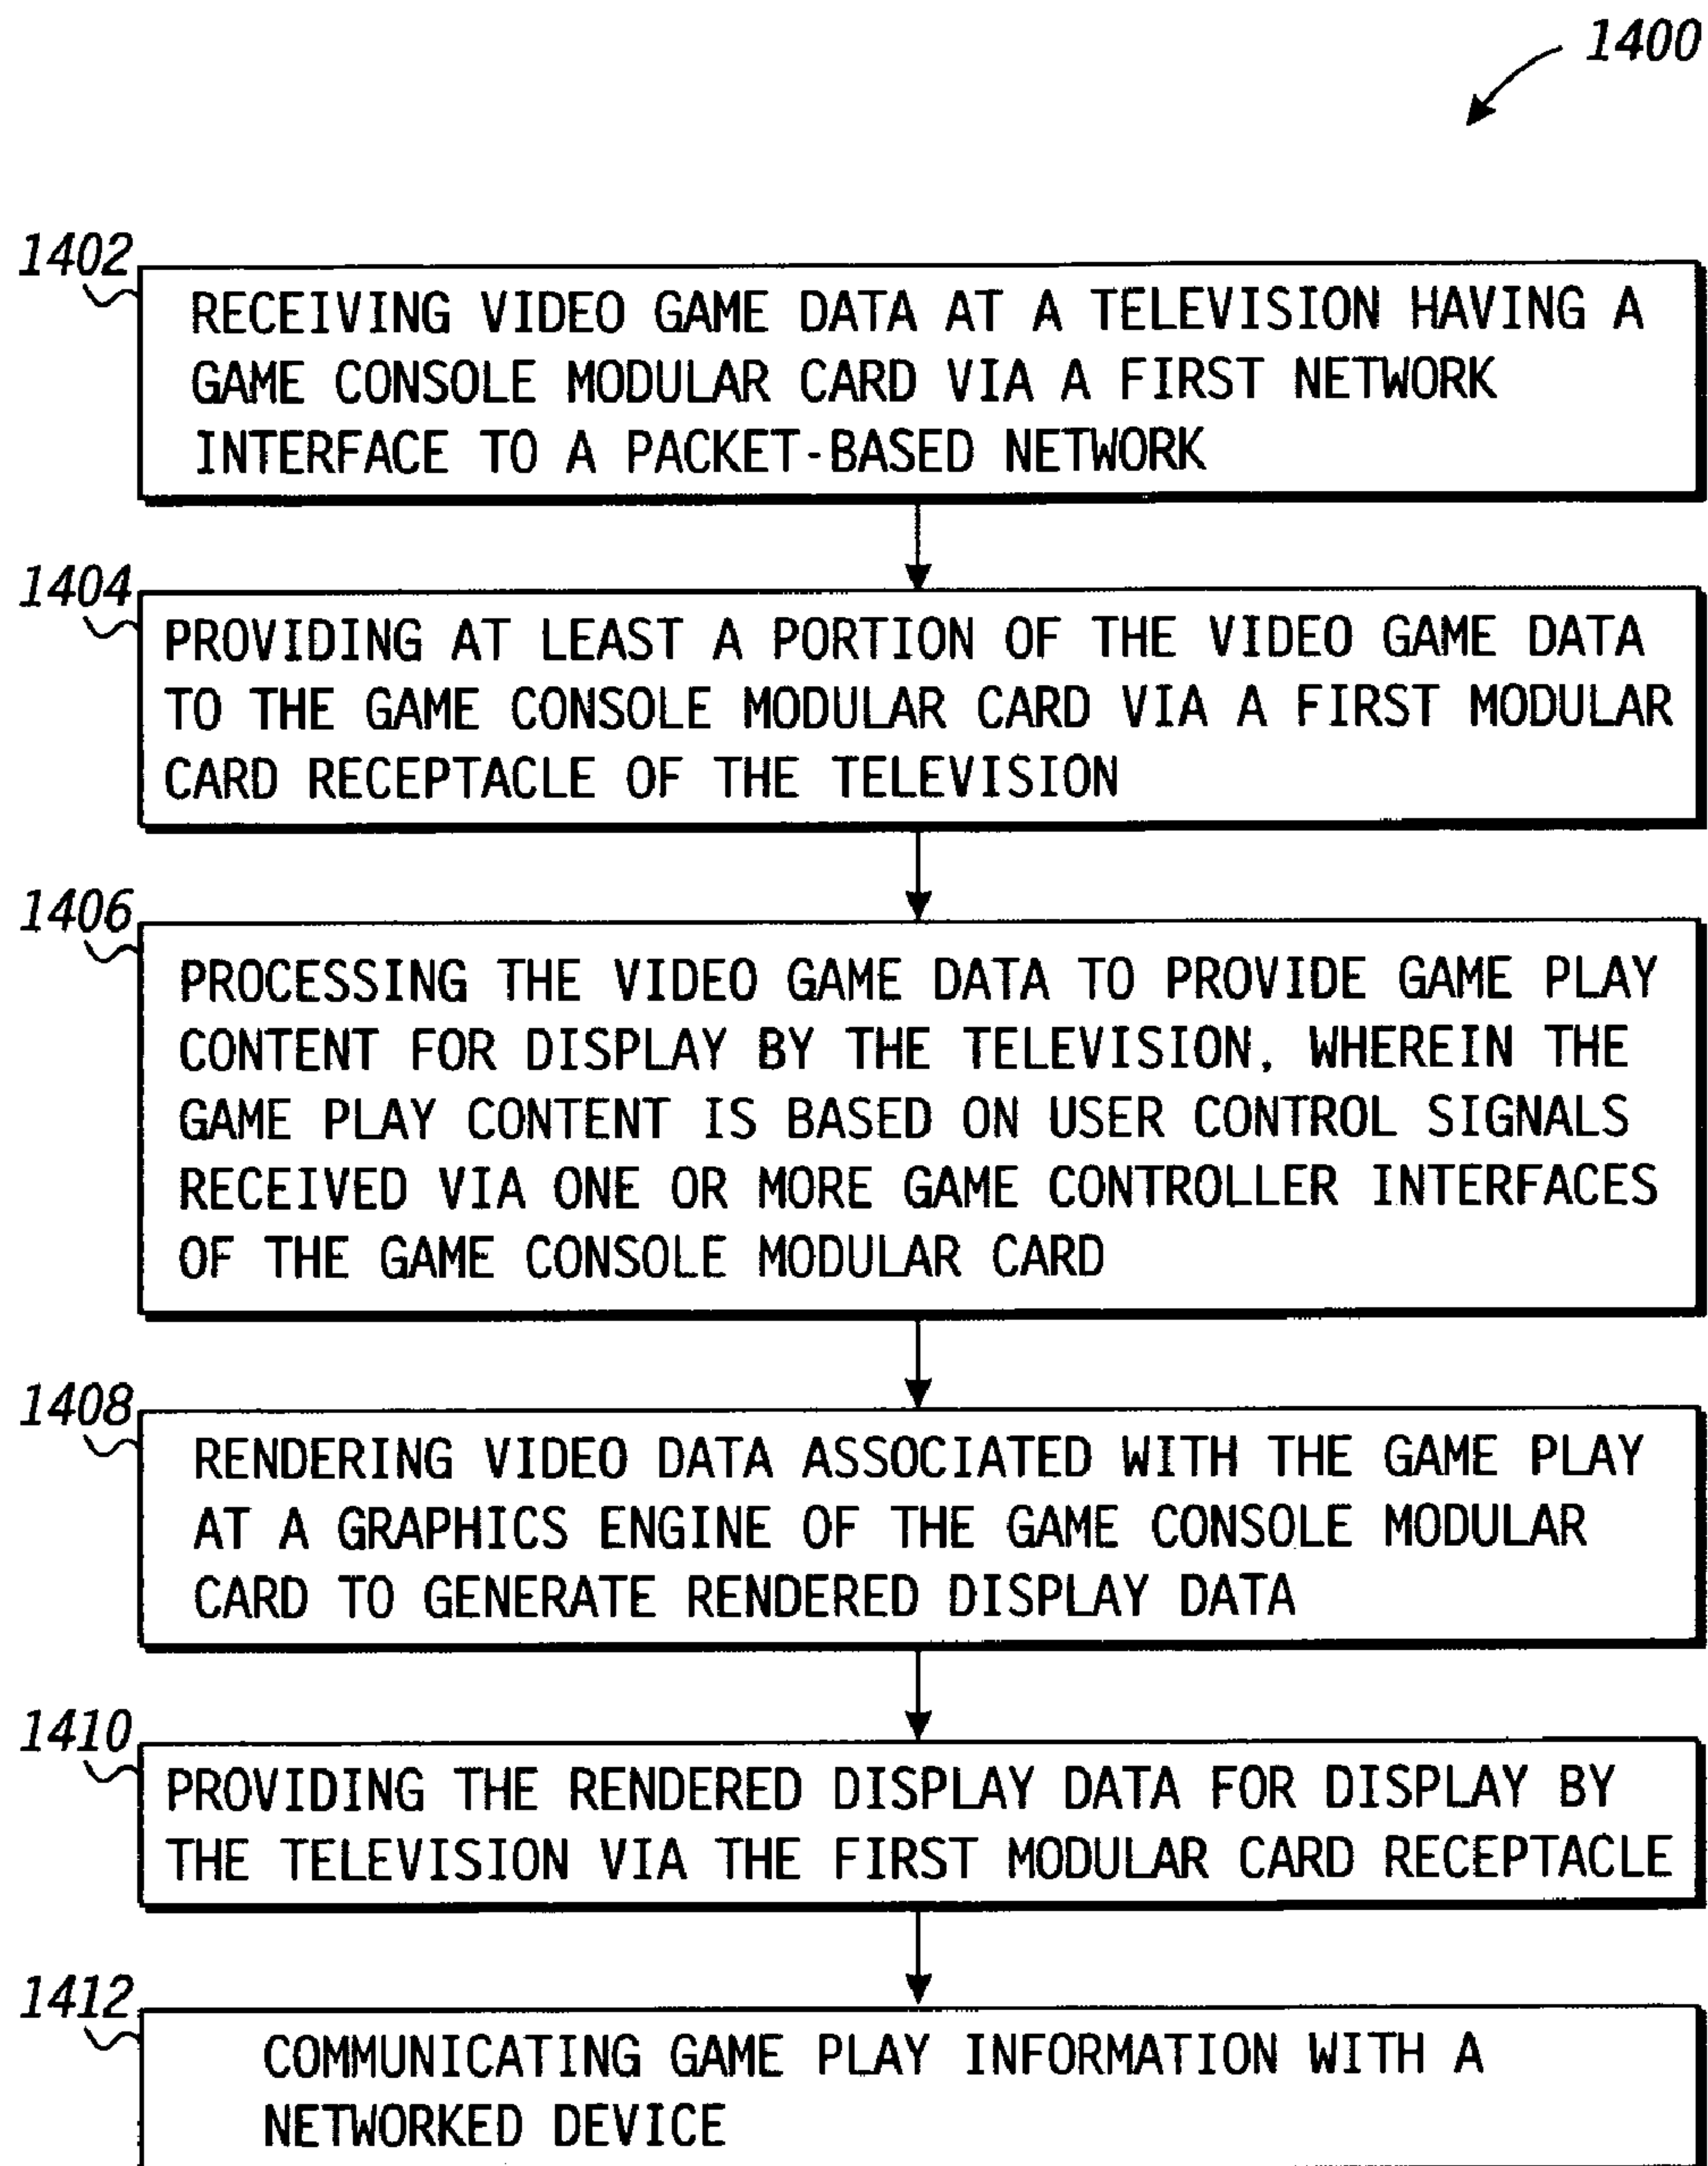 1400
1402
RECEIVING VIDEO GAME DATA AT A TELEVISION HAVING A
GAME CONSOLE MODULAR CARD VIA A FIRST NETWORK
INTERFACE TO A PACKET-BASED NETWORK
1404
PROVIDING AT LEAST A PORTION OF THE VIDEO GAME DATA
TO THE GAME CONSOLE MODULAR CARD VIA A FIRST MODULAR
CARD RECEPTACLE OF THE TELEVISION
1406
PROCESSING THE VIDEO GAME DATA TO PROVIDE GAME PLAY
CONTENT FOR DISPLAY BY THE TELEVISION, WHEREIN THE
GAME PLAY CONTENT IS BASED ON USER CONTROL SIGNALS
RECEIVED VIA ONE OR MORE GAME CONTROLLER INTERFACES
OF THE GAME CONSOLE MODULAR CARD
1408
RENDERING VIDEO DATA ASSOCIATED WITH THE GAME PLAY
AT A GRAPHICS ENGINE OF THE GAME CONSOLE MODULAR
CARD TO GENERATE RENDERED DISPLAY DATA
1410
PROVIDING THE RENDERED DISPLAY DATA FOR DISPLAY BY
THE TELEVISION VIA THE FIRST MODULAR CARD RECEPTACLE
1412
COMMUNICATING GAME PLAY INFORMATION WITH A
NETWORKED DEVICE